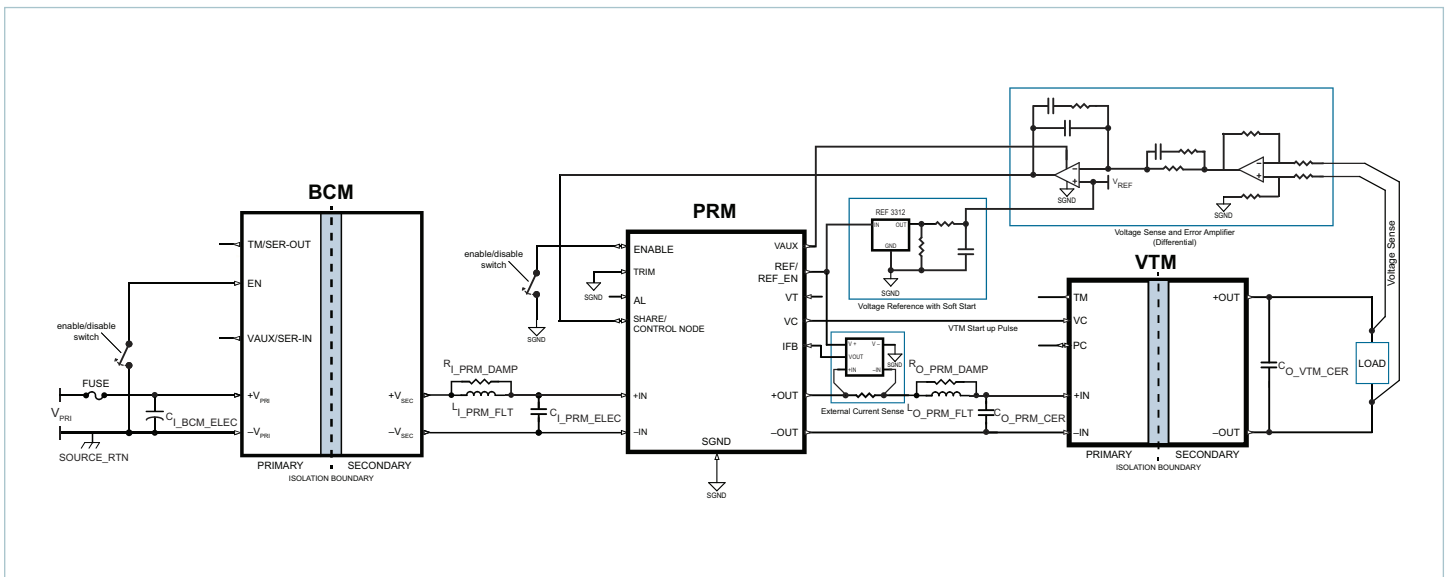 BCM
TM/SER-OUT
EN
VAUX/SER-IN
+VPRI
–VPRI
+VSEC
–VSEC
PRIMARY
SECONDARY
ISOLATION BOUNDARY
enable/disable
switch
FUSE
VPRI
CI_BCM_ELEC
SOURCE_RTN
RI_PRM_DAMP
LI_PRM_FLT
CI_PRM_ELEC
enable/disable
switch
SGND
SGND
PRM
ENABLE
TRIM
AL
SHARE/
CONTROL NODE
+IN
–IN
VAUX
REF/
REF_EN
VT
VC
IFB
+OUT
–OUT
SGND
SGND
REF 3312
IN
OUT
GND
SGND
Voltage Reference with Soft Start
VTM Start up Pulse
V +
V –
VOUT
+IN
–IN
SGND
External Current Sense
RO_PRM_DAMP
LO_PRM_FLT
CO_PRM_CER
–
+
SGND
VREF
–
+
SGND
Voltage Sense and Error Amplifier
(Differential)
VTM
TM
VC
PC
+IN
–IN
+OUT
–OUT
PRIMARY
SECONDARY
ISOLATION BOUNDARY
CO_VTM_CER
LOAD
Voltage Sense